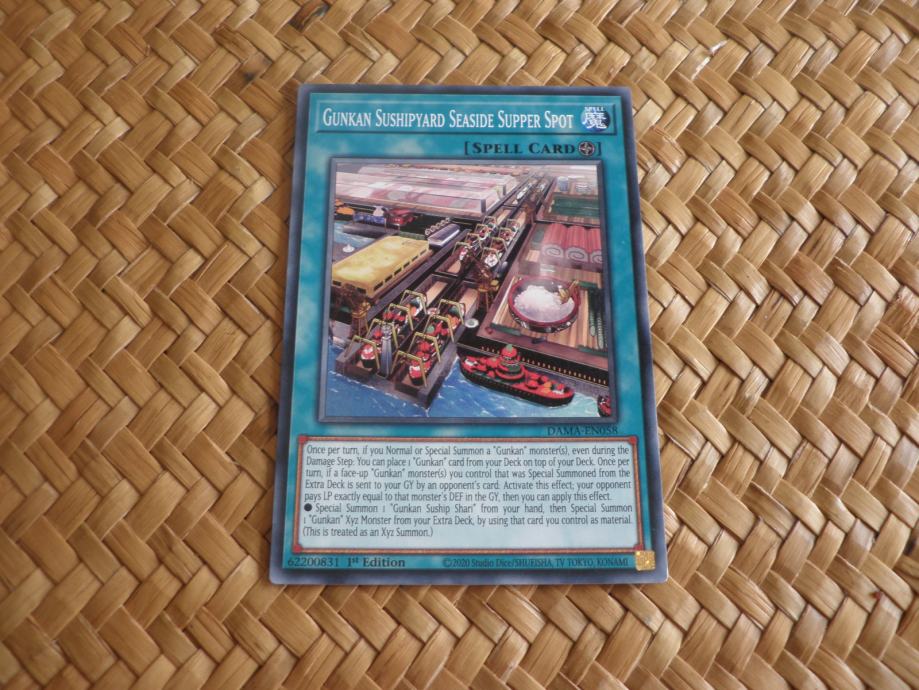 Gunkan Sushipyard Seaside Supper Spot
SPELL
魔
[Spell Card]
DAMA-EN058
Once per turn, if you Normal or Special Summon a "Gunkan" monster(s), even during the
Damage Step: You can place 1 "Gunkan" card from your Deck on top of your Deck. Once per
turn, if a face-up "Gunkan" monster(s) you control that was Special Summoned from the
Extra Deck is sent to your GY by an opponent's card: Activate this effect; your opponent
pays LP exactly equal to that monster's DEF in the GY, then you can apply this effect.
● Special Summon 1 "Gunkan Suship Shari" from your hand, then Special Summon
1 "Gunkan" Xyz Monster from your Extra Deck, by using that card you control as material.
(This is treated as an Xyz Summon.)
62200831 1st Edition
©2020 Studio Dice/SHUEISHA, TV TOKYO, KONAMI